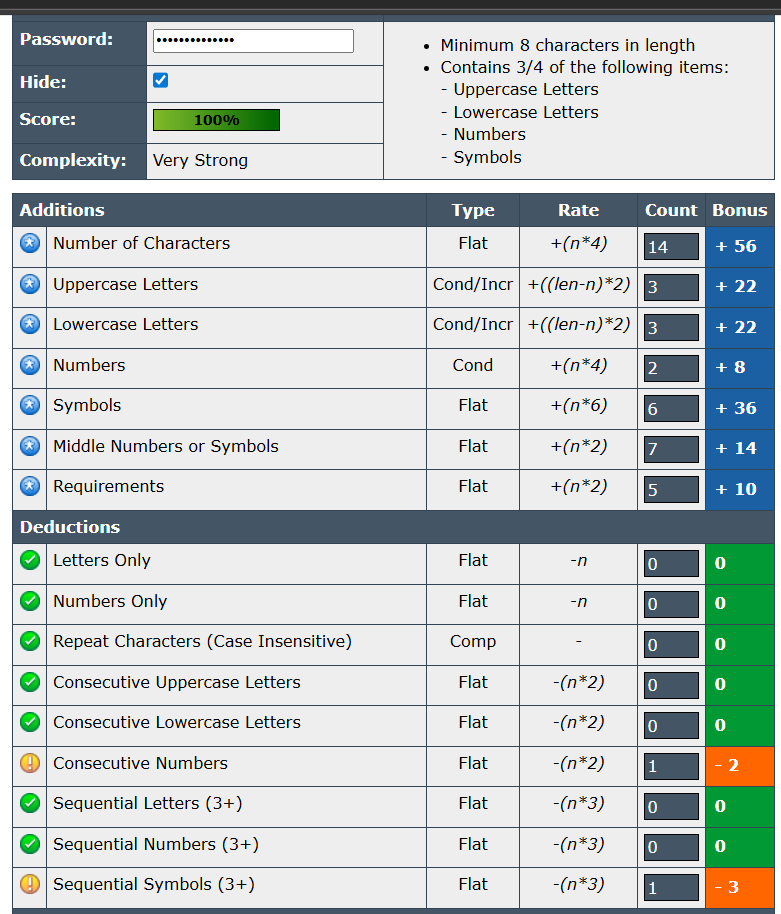 Password: ••••••••••••••
Hide:
Score: 100%
Complexity: Very Strong
• Minimum 8 characters in length
• Contains 3/4 of the following items:
- Uppercase Letters
- Lowercase Letters
- Numbers
- Symbols
Additions Type Rate Count Bonus
Number of Characters Flat +(n*4) 14 + 56
Uppercase Letters Cond/Incr +((len-n)*2) 3 + 22
Lowercase Letters Cond/Incr +((len-n)*2) 3 + 22
Numbers Cond +(n*4) 2 + 8
Symbols Flat +(n*6) 6 + 36
Middle Numbers or Symbols Flat +(n*2) 7 + 14
Requirements Flat +(n*2) 5 + 10
Deductions
Letters Only Flat -n 0 0
Numbers Only Flat -n 0 0
Repeat Characters (Case Insensitive) Comp - 0 0
Consecutive Uppercase Letters Flat -(n*2) 0 0
Consecutive Lowercase Letters Flat -(n*2) 0 0
Consecutive Numbers Flat -(n*2) 1 - 2
Sequential Letters (3+) Flat -(n*3) 0 0
Sequential Numbers (3+) Flat -(n*3) 0 0
Sequential Symbols (3+) Flat -(n*3) 1 - 3